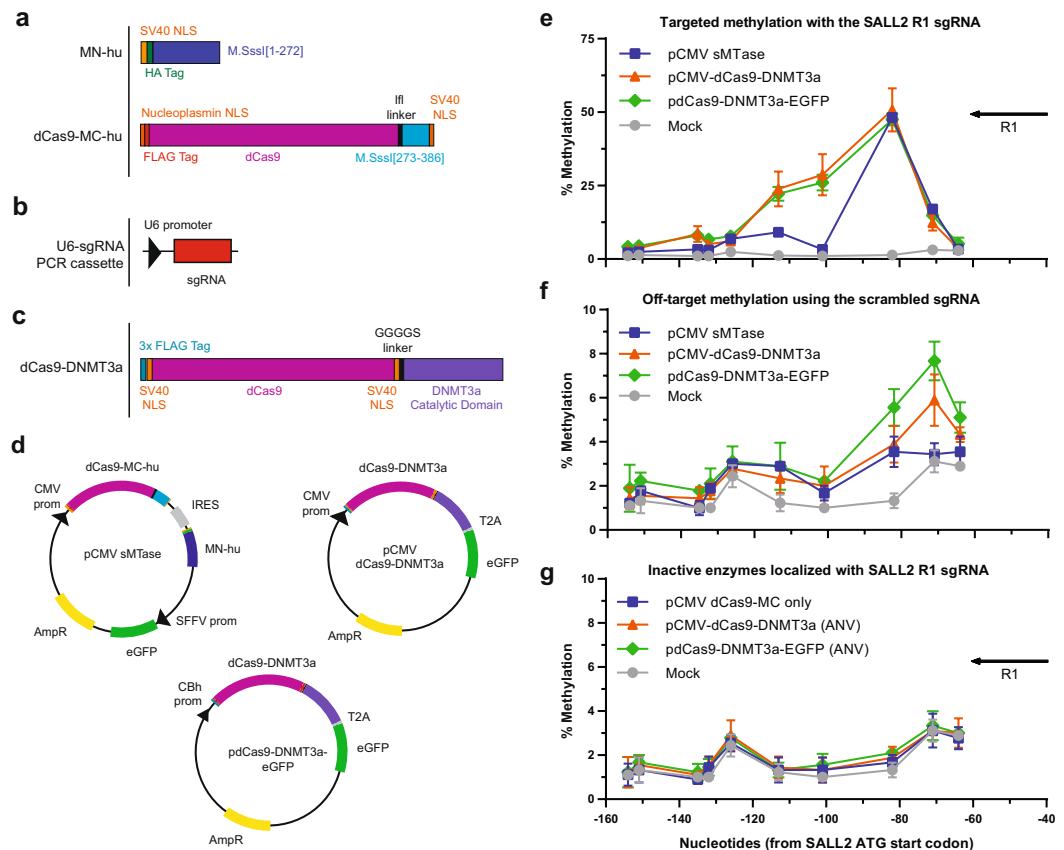 a
SV40 NLS
MN-hu
M.SssI[1-272]
HA Tag
Ifl
linker
SV40
NLS
Nucleoplasmin NLS
dCas9-MC-hu
FLAG Tag
dCas9
M.SssI[273-386]
b
U6 promoter
U6-sgRNA
PCR cassette
sgRNA
c
GGGGS
linker
3x FLAG Tag
dCas9-DNMT3a
SV40
NLS
dCas9
SV40
NLS
DNMT3a
Catalytic Domain
d
dCas9-MC-hu
CMV
prom
IRES
MN-hu
pCMV sMTase
SFFV prom
eGFP
AmpR
dCas9-DNMT3a
CMV
prom
T2A
eGFP
pCMV
dCas9-DNMT3a
AmpR
dCas9-DNMT3a
CBh
prom
T2A
eGFP
pdCas9-DNMT3a-
eGFP
AmpR
e
Targeted methylation with the SALL2 R1 sgRNA
pCMV sMTase
pCMV-dCas9-DNMT3a
pdCas9-DNMT3a-EGFP
Mock
R1
% Methylation
75
50
25
0
f
Off-target methylation using the scrambled sgRNA
pCMV sMTase
pCMV-dCas9-DNMT3a
pdCas9-DNMT3a-EGFP
Mock
% Methylation
10
8
6
4
2
0
g
Inactive enzymes localized with SALL2 R1 sgRNA
pCMV dCas9-MC only
pCMV-dCas9-DNMT3a (ANV)
pdCas9-DNMT3a-EGFP (ANV)
Mock
R1
% Methylation
10
8
6
4
2
0
-160
-140
-120
-100
-80
-60
-40
Nucleotides (from SALL2 ATG start codon)